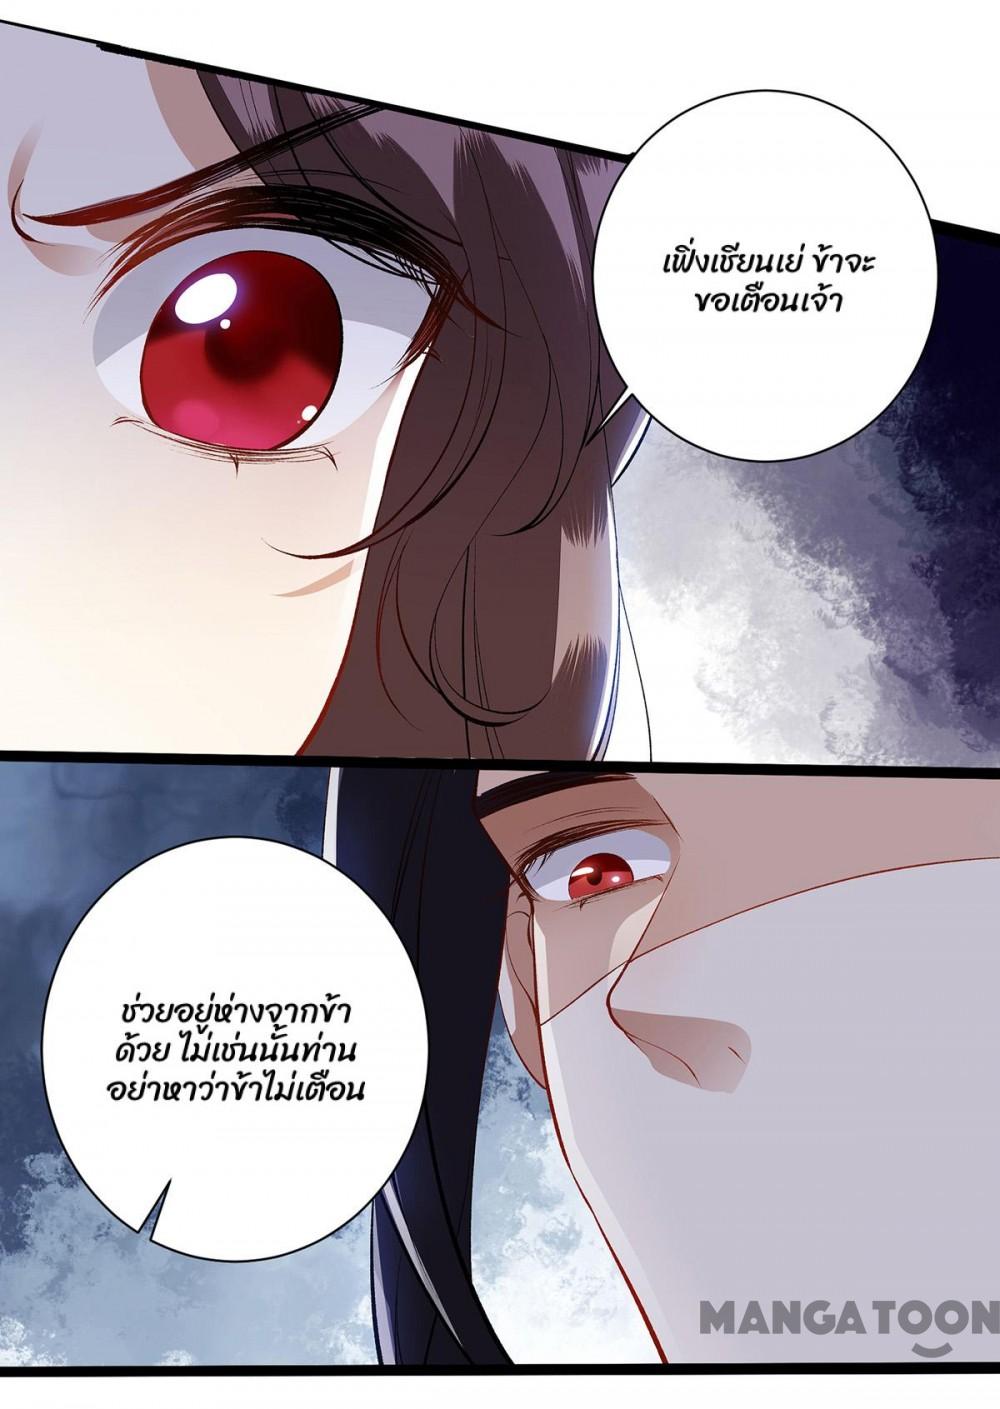 เฟิ่งเชียนเย่ ข้าจะ
ขอเตือนเจ้า
ช่วยอยู่ห่างจากข้า
ด้วย ไม่เช่นนั้นท่าน
อย่าหาว่าข้าไม่เตือน
MANGATOON